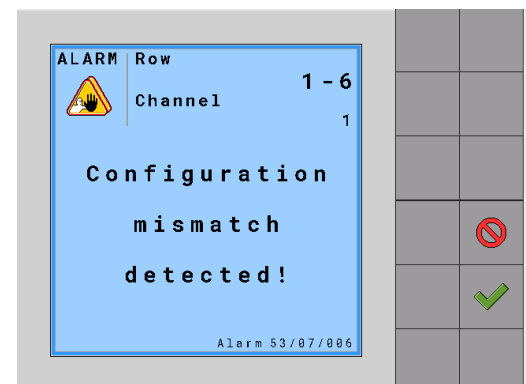 ALARM Row
1 - 6
Channel
1
Configuration
mismatch
detected!
Alarm 53/07/006